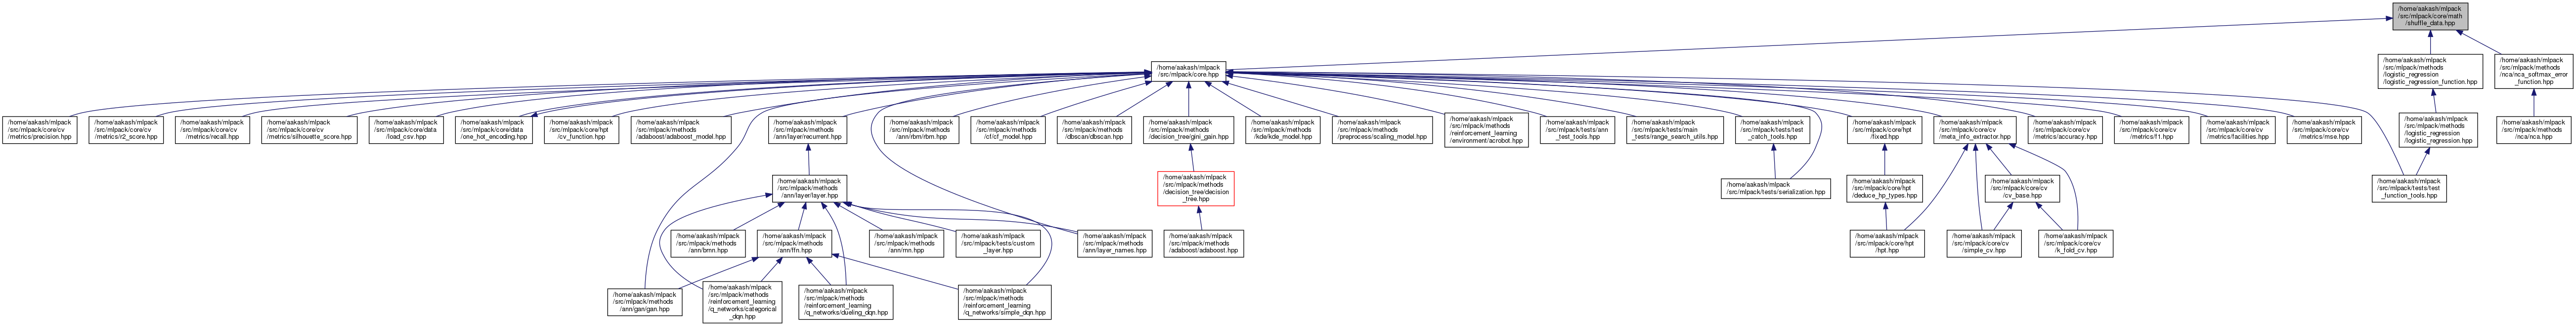 /home/aakash/mlpack
/src/mlpack/core/math
/shuffle_data.hpp
/home/aakash/mlpack
/src/mlpack/core.hpp
/home/aakash/mlpack
/src/mlpack/methods
/logistic_regression
/logistic_regression_function.hpp
/home/aakash/mlpack
/src/mlpack/methods
/nca/nca_softmax_error
_function.hpp
/home/aakash/mlpack
/src/mlpack/core/cv
/metrics/precision.hpp
/home/aakash/mlpack
/src/mlpack/core/cv
/metrics/r2_score.hpp
/home/aakash/mlpack
/src/mlpack/core/cv
/metrics/recall.hpp
/home/aakash/mlpack
/src/mlpack/core/cv
/metrics/silhouette_score.hpp
/home/aakash/mlpack
/src/mlpack/core/data
/load_csv.hpp
/home/aakash/mlpack
/src/mlpack/core/data
/one_hot_encoding.hpp
/home/aakash/mlpack
/src/mlpack/core/hpt
/cv_function.hpp
/home/aakash/mlpack
/src/mlpack/methods
/adaboost/adaboost_model.hpp
/home/aakash/mlpack
/src/mlpack/methods
/ann/layer/recurrent.hpp
/home/aakash/mlpack
/src/mlpack/methods
/ann/rbm/rbm.hpp
/home/aakash/mlpack
/src/mlpack/methods
/cf/cf_model.hpp
/home/aakash/mlpack
/src/mlpack/methods
/dbscan/dbscan.hpp
/home/aakash/mlpack
/src/mlpack/methods
/decision_tree/gini_gain.hpp
/home/aakash/mlpack
/src/mlpack/methods
/kde/kde_model.hpp
/home/aakash/mlpack
/src/mlpack/methods
/preprocess/scaling_model.hpp
/home/aakash/mlpack
/src/mlpack/methods
/reinforcement_learning
/environment/acrobot.hpp
/home/aakash/mlpack
/src/mlpack/tests/ann
_test_tools.hpp
/home/aakash/mlpack
/src/mlpack/tests/main
_tests/range_search_utils.hpp
/home/aakash/mlpack
/src/mlpack/tests/test
_catch_tools.hpp
/home/aakash/mlpack
/src/mlpack/core/hpt
/fixed.hpp
/home/aakash/mlpack
/src/mlpack/core/cv
/meta_info_extractor.hpp
/home/aakash/mlpack
/src/mlpack/core/cv
/metrics/accuracy.hpp
/home/aakash/mlpack
/src/mlpack/core/cv
/metrics/f1.hpp
/home/aakash/mlpack
/src/mlpack/core/cv
/metrics/facilities.hpp
/home/aakash/mlpack
/src/mlpack/core/cv
/metrics/mse.hpp
/home/aakash/mlpack
/src/mlpack/methods
/logistic_regression
/logistic_regression.hpp
/home/aakash/mlpack
/src/mlpack/methods
/nca/nca.hpp
/home/aakash/mlpack
/src/mlpack/methods
/ann/layer/layer.hpp
/home/aakash/mlpack
/src/mlpack/methods
/decision_tree/decision
_tree.hpp
/home/aakash/mlpack
/src/mlpack/tests/serialization.hpp
/home/aakash/mlpack
/src/mlpack/core/hpt
/deduce_hp_types.hpp
/home/aakash/mlpack
/src/mlpack/core/cv
/cv_base.hpp
/home/aakash/mlpack
/src/mlpack/tests/test
_function_tools.hpp
/home/aakash/mlpack
/src/mlpack/methods
/ann/brnn.hpp
/home/aakash/mlpack
/src/mlpack/methods
/ann/ffn.hpp
/home/aakash/mlpack
/src/mlpack/methods
/ann/rnn.hpp
/home/aakash/mlpack
/src/mlpack/tests/custom
_layer.hpp
/home/aakash/mlpack
/src/mlpack/methods
/ann/layer_names.hpp
/home/aakash/mlpack
/src/mlpack/methods
/adaboost/adaboost.hpp
/home/aakash/mlpack
/src/mlpack/core/hpt
/hpt.hpp
/home/aakash/mlpack
/src/mlpack/core/cv
/simple_cv.hpp
/home/aakash/mlpack
/src/mlpack/core/cv
/k_fold_cv.hpp
/home/aakash/mlpack
/src/mlpack/methods
/ann/gan/gan.hpp
/home/aakash/mlpack
/src/mlpack/methods
/reinforcement_learning
/q_networks/categorical
_dqn.hpp
/home/aakash/mlpack
/src/mlpack/methods
/reinforcement_learning
/q_networks/dueling_dqn.hpp
/home/aakash/mlpack
/src/mlpack/methods
/reinforcement_learning
/q_networks/simple_dqn.hpp